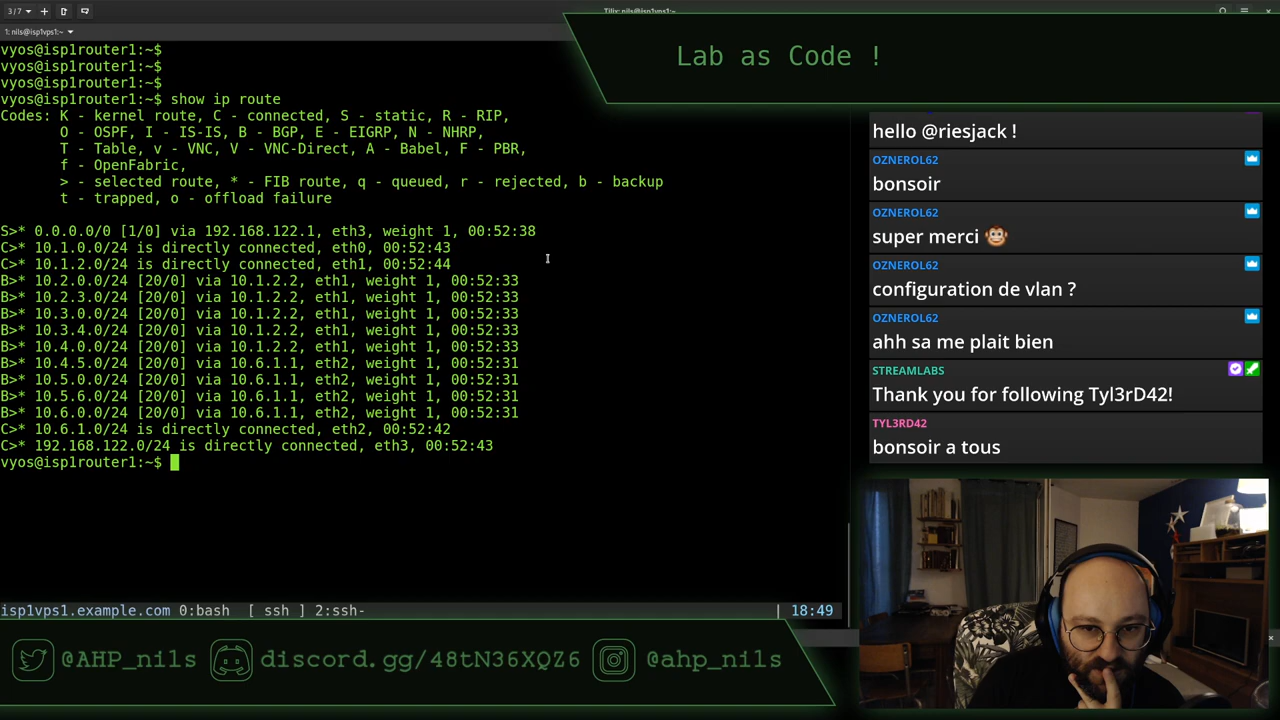 3/7
Tilix: nils@isp1vps1:~
1: nils@isp1vps1:~
vyos@isp1router1:~$
vyos@isp1router1:~$
vyos@isp1router1:~$
vyos@isp1router1:~$ show ip route
Codes: K - kernel route, C - connected, S - static, R - RIP,
O - OSPF, I - IS-IS, B - BGP, E - EIGRP, N - NHRP,
T - Table, v - VNC, V - VNC-Direct, A - Babel, F - PBR,
f - OpenFabric,
> - selected route, * - FIB route, q - queued, r - rejected, b - backup
t - trapped, o - offload failure
S>* 0.0.0.0/0 [1/0] via 192.168.122.1, eth3, weight 1, 00:52:38
C>* 10.1.0.0/24 is directly connected, eth0, 00:52:43
C>* 10.1.2.0/24 is directly connected, eth1, 00:52:44
B>* 10.2.0.0/24 [20/0] via 10.1.2.2, eth1, weight 1, 00:52:33
B>* 10.2.3.0/24 [20/0] via 10.1.2.2, eth1, weight 1, 00:52:33
B>* 10.3.0.0/24 [20/0] via 10.1.2.2, eth1, weight 1, 00:52:33
B>* 10.3.4.0/24 [20/0] via 10.1.2.2, eth1, weight 1, 00:52:33
B>* 10.4.0.0/24 [20/0] via 10.1.2.2, eth1, weight 1, 00:52:33
B>* 10.4.5.0/24 [20/0] via 10.6.1.1, eth2, weight 1, 00:52:31
B>* 10.5.0.0/24 [20/0] via 10.6.1.1, eth2, weight 1, 00:52:31
B>* 10.5.6.0/24 [20/0] via 10.6.1.1, eth2, weight 1, 00:52:31
B>* 10.6.0.0/24 [20/0] via 10.6.1.1, eth2, weight 1, 00:52:31
C>* 10.6.1.0/24 is directly connected, eth2, 00:52:42
C>* 192.168.122.0/24 is directly connected, eth3, 00:52:43
vyos@isp1router1:~$
isp1vps1.example.com 0:bash [ ssh ] 2:ssh- | 18:49
Lab as Code !
hello @riesjack !
OZNEROL62
bonsoir
OZNEROL62
super merci 🐵
OZNEROL62
configuration de vlan ?
OZNEROL62
ahh sa me plait bien
STREAMLABS
Thank you for following Tyl3rD42!
TYL3RD42
bonsoir a tous
@AHP_nils discord.gg/48tN36XQZ6 @ahp_nils